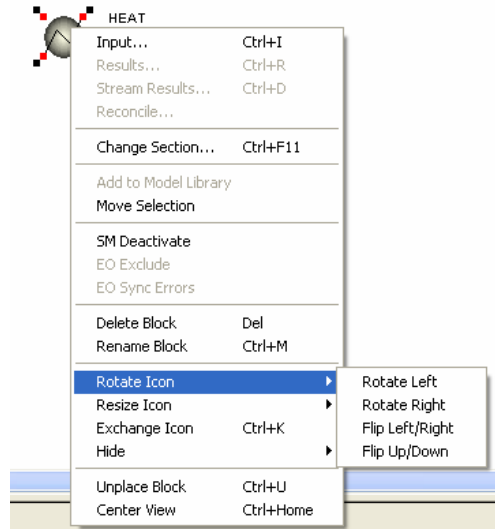 HEAT
Input... Ctrl+I
Results... Ctrl+R
Stream Results... Ctrl+D
Reconcile...
Change Section... Ctrl+F11
Add to Model Library
Move Selection
SM Deactivate
EO Exclude
EO Sync Errors
Delete Block Del
Rename Block Ctrl+M
Rotate Icon
Resize Icon
Exchange Icon Ctrl+K
Hide
Unplace Block Ctrl+U
Center View Ctrl+Home
Rotate Left
Rotate Right
Flip Left/Right
Flip Up/Down